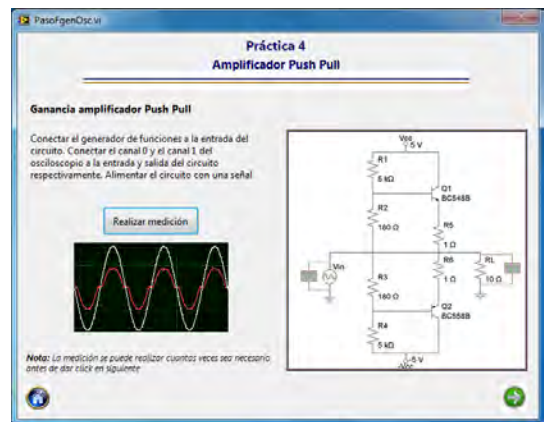 PasoFgenOsc.vi
Práctica 4
Amplificador Push Pull
Ganancia amplificador Push Pull
Conectar el generador de funciones a la entrada del
circuito. Conectar el canal 0 y el canal 1 del
osciloscopio a la entrada y salida del circuito
respectivamente. Alimentar el circuito con una señal
Realizar medición
Nota: La medición se puede realizar cuantas veces sea necesario
antes de dar click en siguiente
Vcc
5 V
R1
5 kΩ
Q1
BC548B
R2
160 Ω
R5
1 Ω
Vin
R3
160 Ω
R6
1 Ω
RL
10 Ω
Q2
BC558B
R4
5 kΩ
-5 V